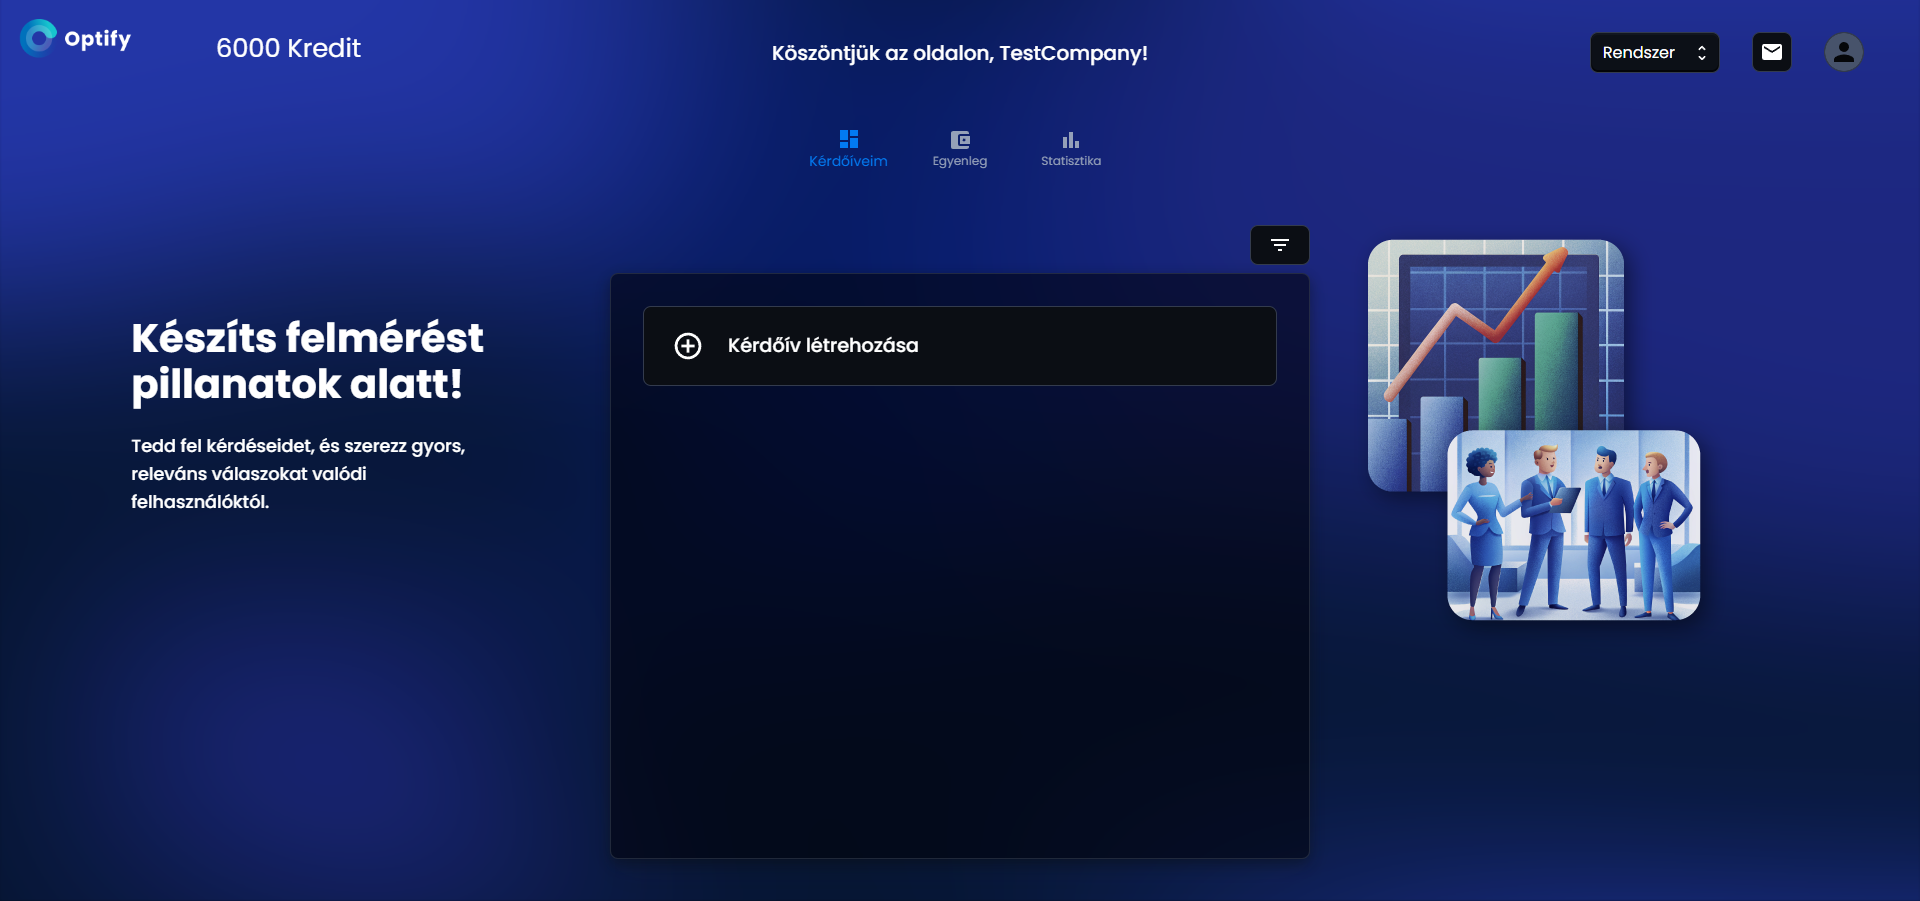 Optify
6000 Kredit
Köszöntjük az oldalon, TestCompany!
Rendszer
Kérdőíveim
Egyenleg
Statisztika
Készíts felmérést
pillanatok alatt!
Tedd fel kérdéseidet, és szerezz gyors,
releváns válaszokat valódi
felhasználóktól.
Kérdőív létrehozása